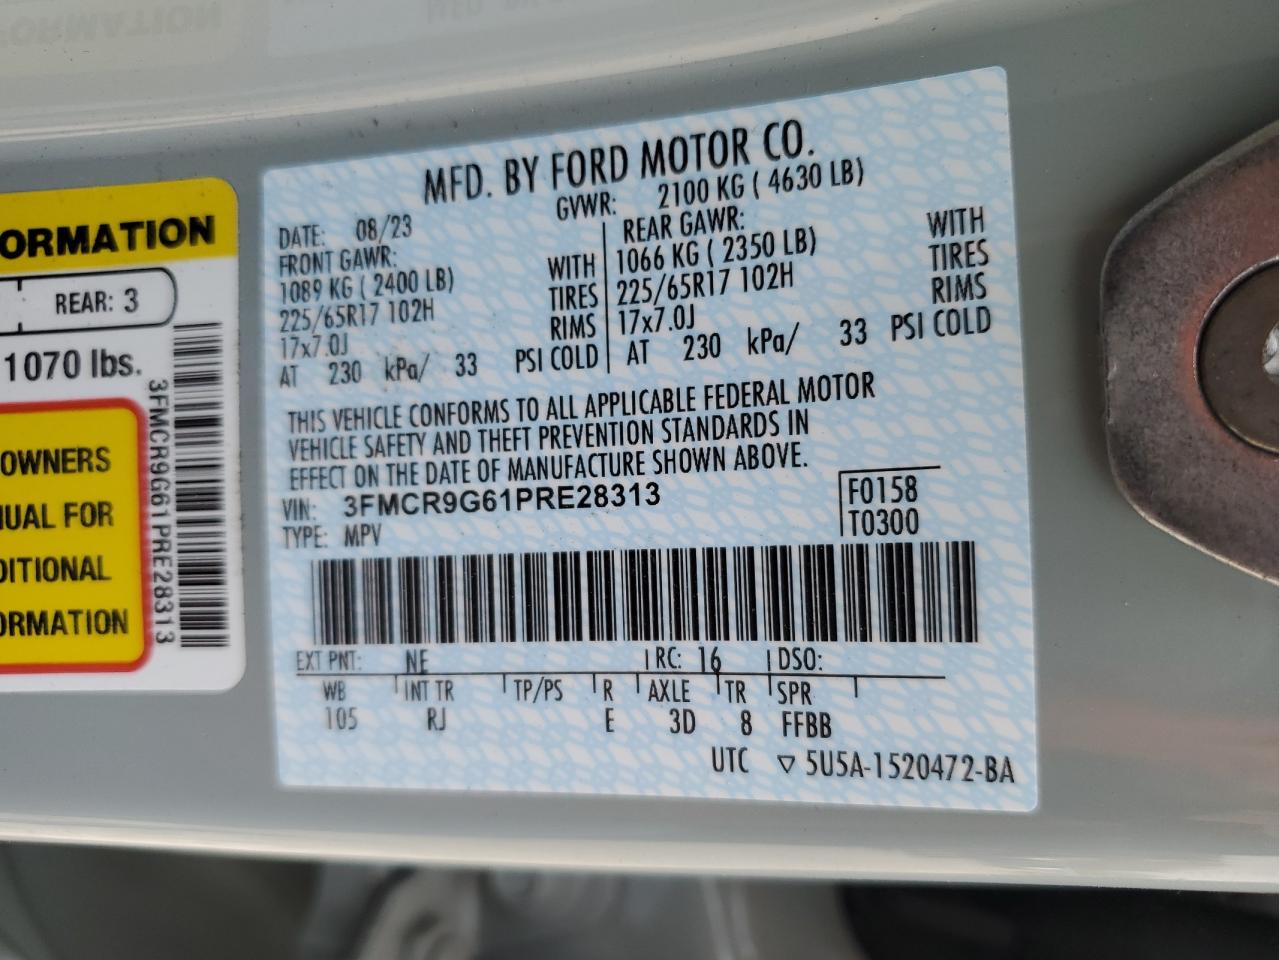 ORMATION
REAR: 3
1070 lbs.
OWNERS
UAL FOR
DITIONAL
ORMATION
3FMCR9G61PRE28313
MFD. BY FORD MOTOR CO.
GVWR: 2100 KG ( 4630 LB)
DATE: 08/23
FRONT GAWR:
1089 KG ( 2400 LB) WITH
225/65R17 102H TIRES
17x7.0J RIMS
AT 230 kPa/ 33 PSI COLD
REAR GAWR:
1066 KG ( 2350 LB) WITH
225/65R17 102H TIRES
17x7.0J RIMS
AT 230 kPa/ 33 PSI COLD
THIS VEHICLE CONFORMS TO ALL APPLICABLE FEDERAL MOTOR
VEHICLE SAFETY AND THEFT PREVENTION STANDARDS IN
EFFECT ON THE DATE OF MANUFACTURE SHOWN ABOVE.
VIN: 3FMCR9G61PRE28313
TYPE: MPV
F0158
T0300
EXT PNT: NE RC: 16 DSO:
WB INT TR TP/PS R AXLE TR SPR
105 RJ E 3D 8 FFBB
UTC ▽ 5U5A-1520472-BA